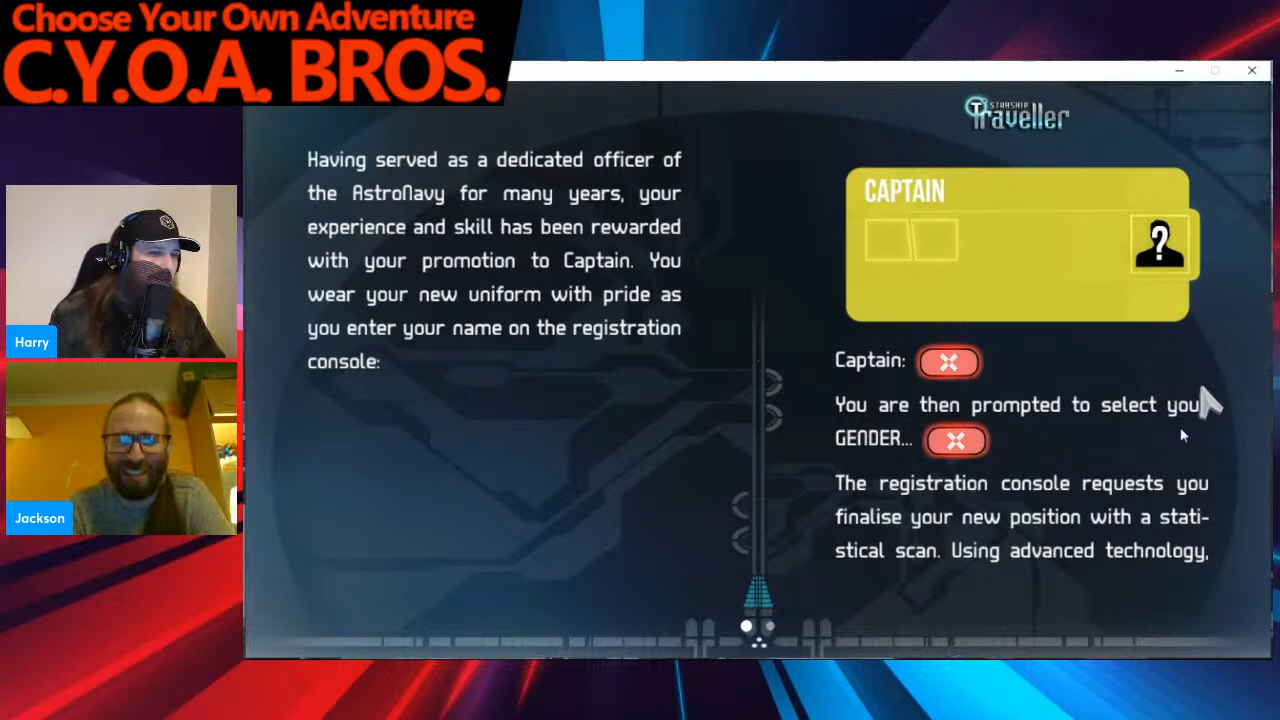 Choose Your Own Adventure
C.Y.O.A. BROS.
Harry
Jackson
Having served as a dedicated officer of
the AstroNavy for many years, your
experience and skill has been rewarded
with your promotion to Captain. You
wear your new uniform with pride as
you enter your name on the registration
console:
STARSHIP
Traveller
CAPTAIN
?
Captain:
You are then prompted to select you
GENDER...
The registration console requests you
finalise your new position with a stati-
stical scan. Using advanced technology,